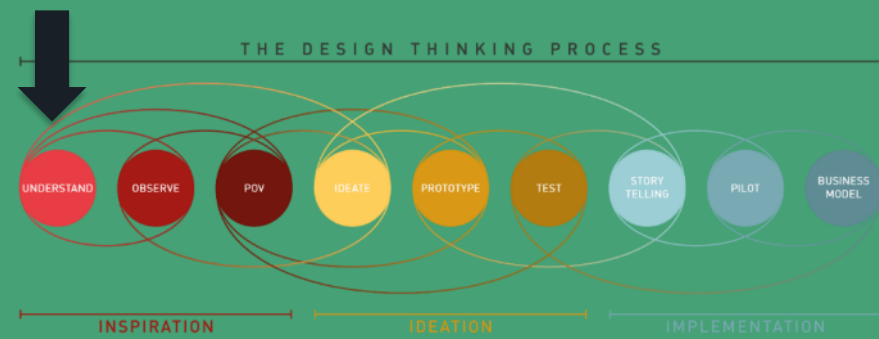 THE DESIGN THINKING PROCESS
UNDERSTAND
OBSERVE
POV
IDEATE
PROTOTYPE
TEST
STORY
TELLING
PILOT
BUSINESS
MODEL
INSPIRATION
IDEATION
IMPLEMENTATION